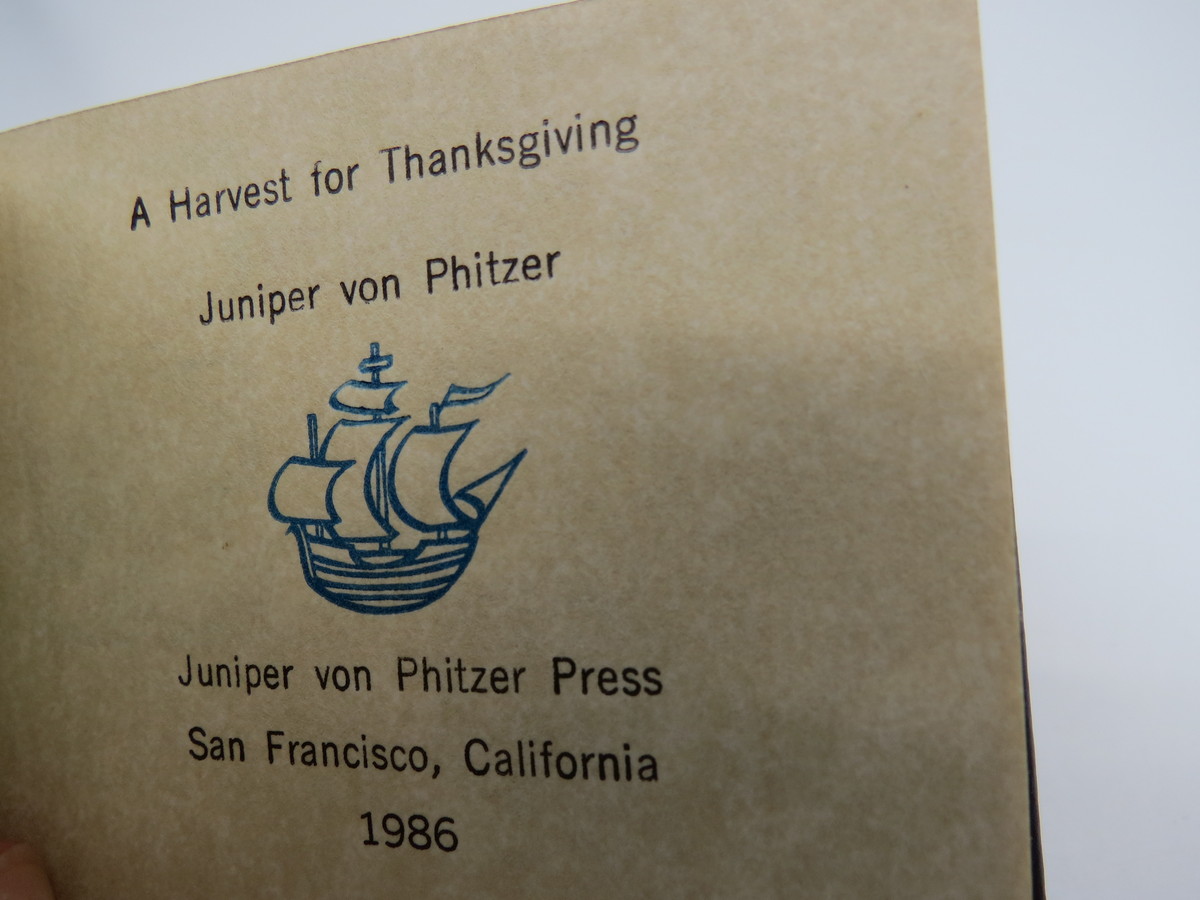 A Harvest for Thanksgiving
Juniper von Phitzer
Juniper von Phitzer Press
San Francisco, California
1986